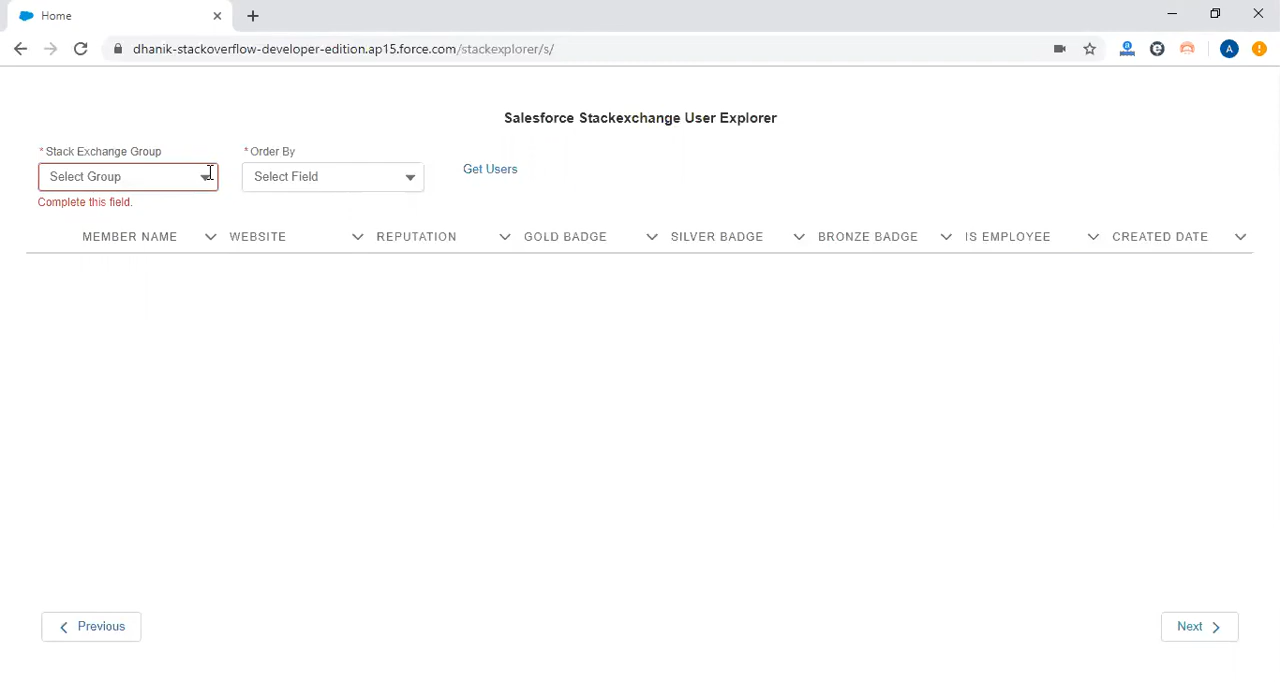 Home
dhanik-stackoverflow-developer-edition.ap15.force.com/stackexplorer/s/
A
Salesforce Stackexchange User Explorer
* Stack Exchange Group
* Order By
Select Group
Select Field
Get Users
Complete this field.
MEMBER NAME WEBSITE REPUTATION GOLD BADGE SILVER BADGE BRONZE BADGE IS EMPLOYEE CREATED DATE
Previous
Next